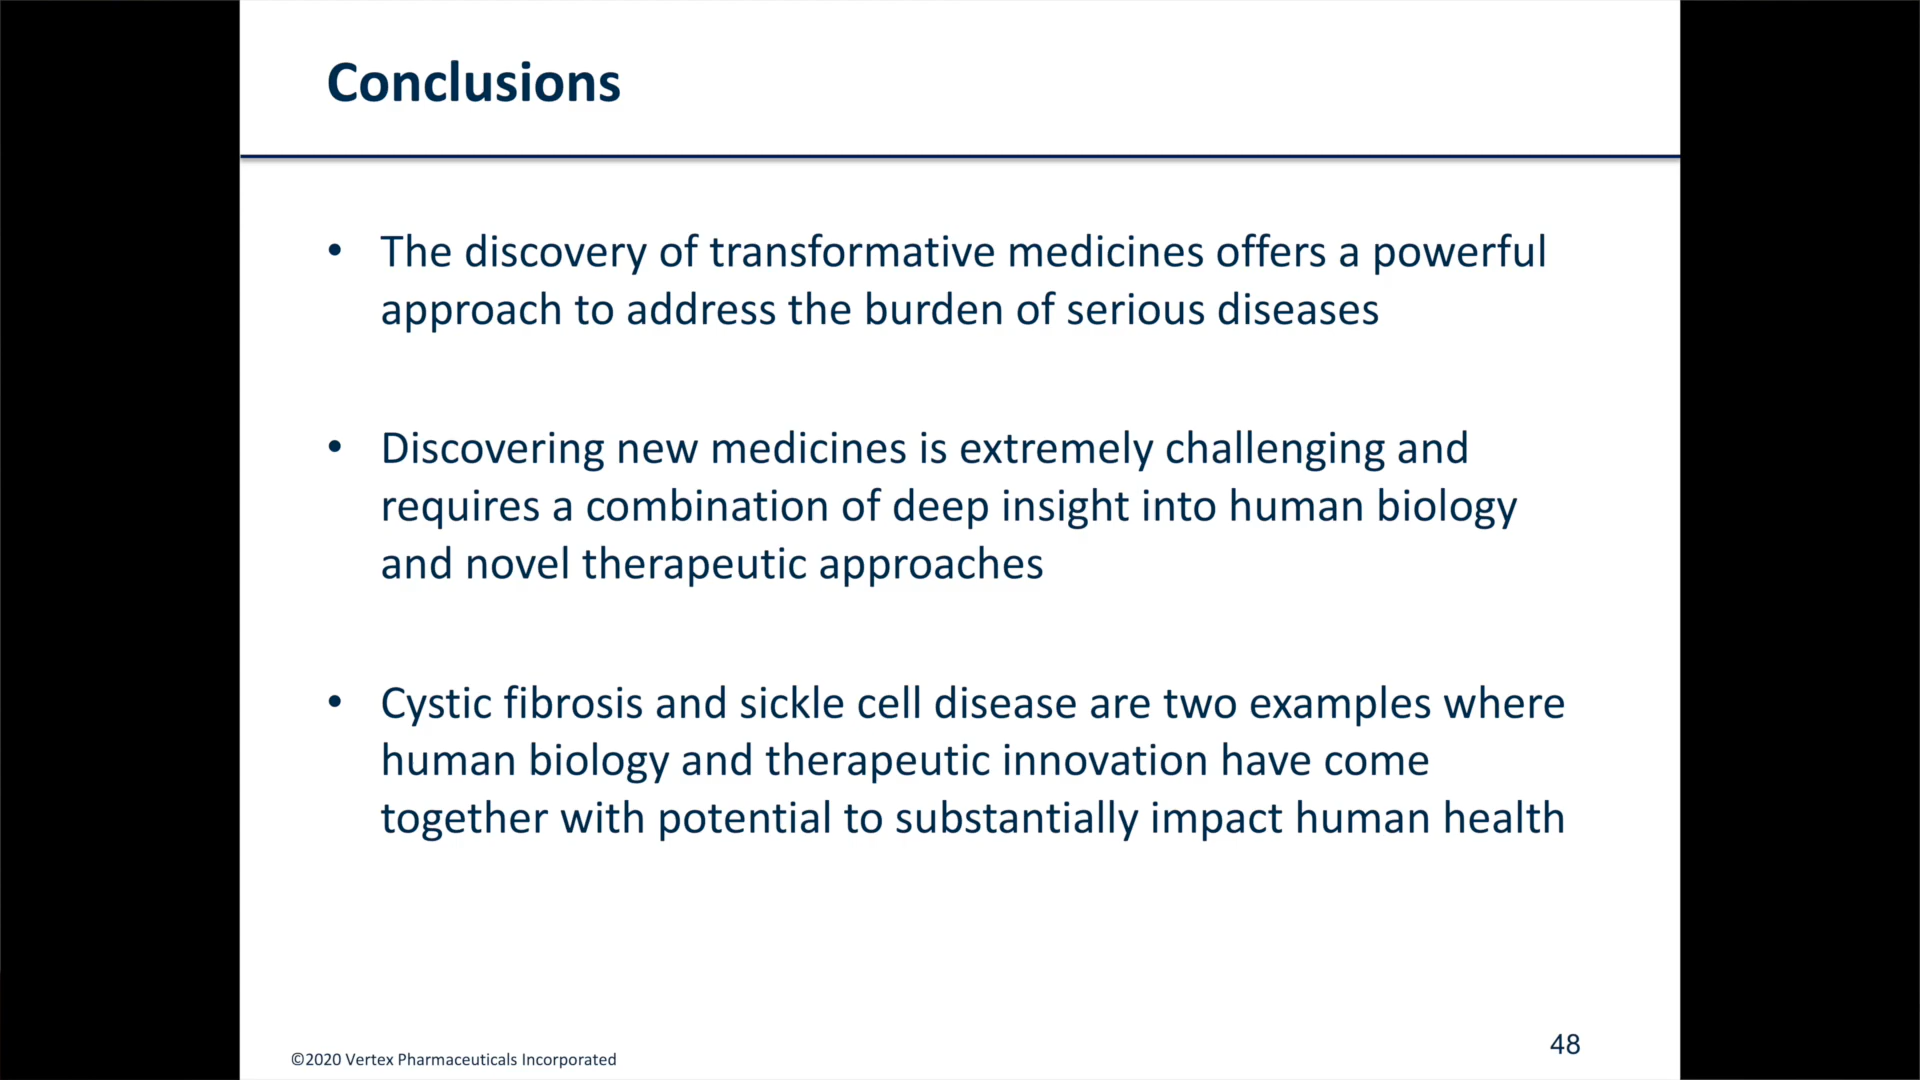 Conclusions
• The discovery of transformative medicines offers a powerful
approach to address the burden of serious diseases
• Discovering new medicines is extremely challenging and
requires a combination of deep insight into human biology
and novel therapeutic approaches
• Cystic fibrosis and sickle cell disease are two examples where
human biology and therapeutic innovation have come
together with potential to substantially impact human health
©2020 Vertex Pharmaceuticals Incorporated
48